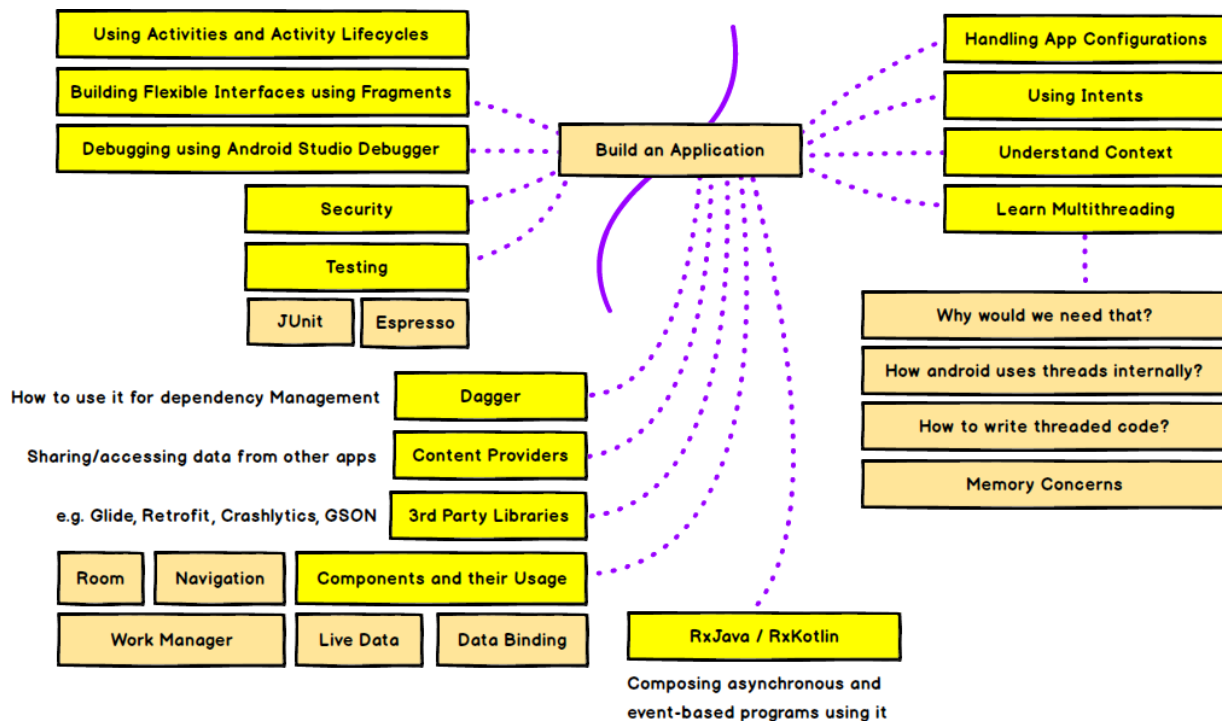 Using Activities and Activity Lifecycles
Building Flexible Interfaces using Fragments
Debugging using Android Studio Debugger
Security
Testing
JUnit
Espresso
Build an Application
Handling App Configurations
Using Intents
Understand Context
Learn Multithreading
Why would we need that?
How android uses threads internally?
How to write threaded code?
Memory Concerns
How to use it for dependency Management
Dagger
Sharing/accessing data from other apps
Content Providers
e.g. Glide, Retrofit, Crashlytics, GSON
3rd Party Libraries
Room
Navigation
Components and their Usage
Work Manager
Live Data
Data Binding
RxJava / RxKotlin
Composing asynchronous and
event-based programs using it